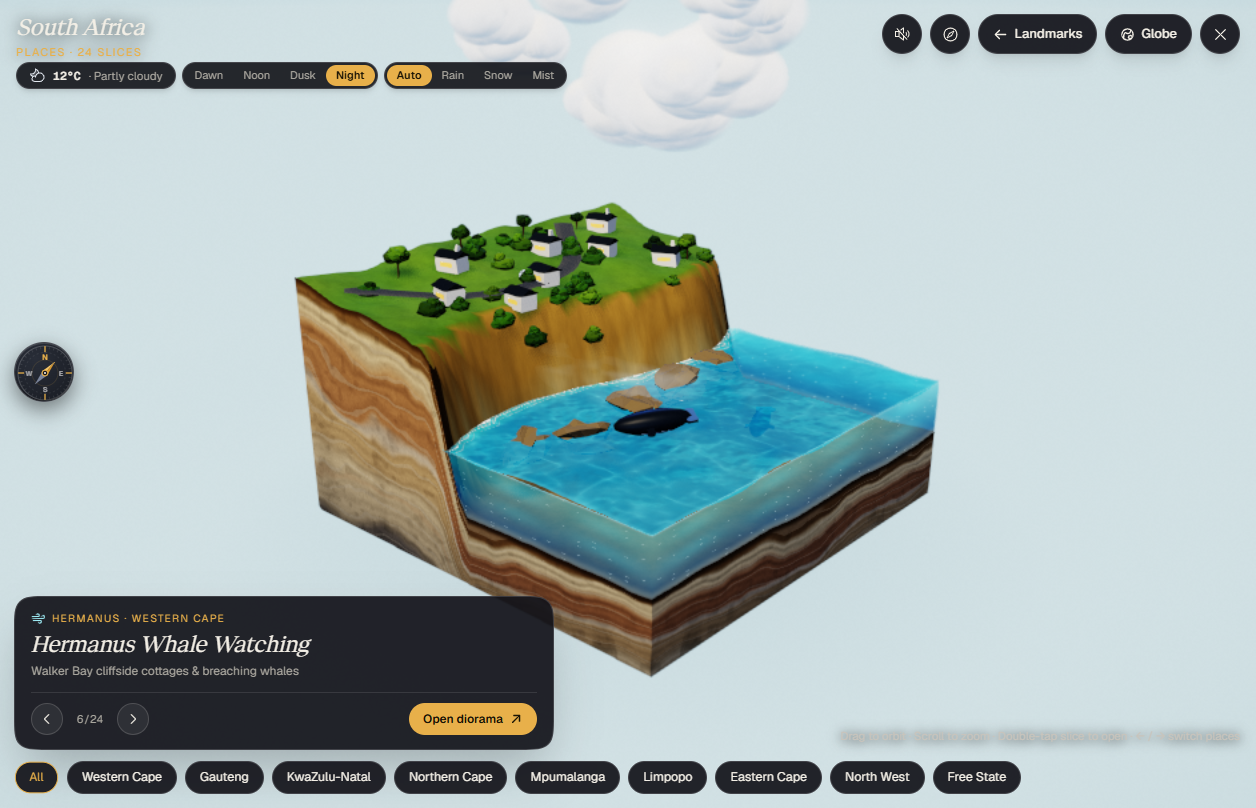 South Africa
PLACES · 24 SLICES
12°C · Partly cloudy
Dawn Noon Dusk Night
Auto Rain Snow Mist
Landmarks
Globe
N
W E
S
HERMANUS · WESTERN CAPE
Hermanus Whale Watching
Walker Bay cliffside cottages & breaching whales
6/24
Open diorama
All Western Cape Gauteng KwaZulu-Natal Northern Cape Mpumalanga Limpopo Eastern Cape North West Free State